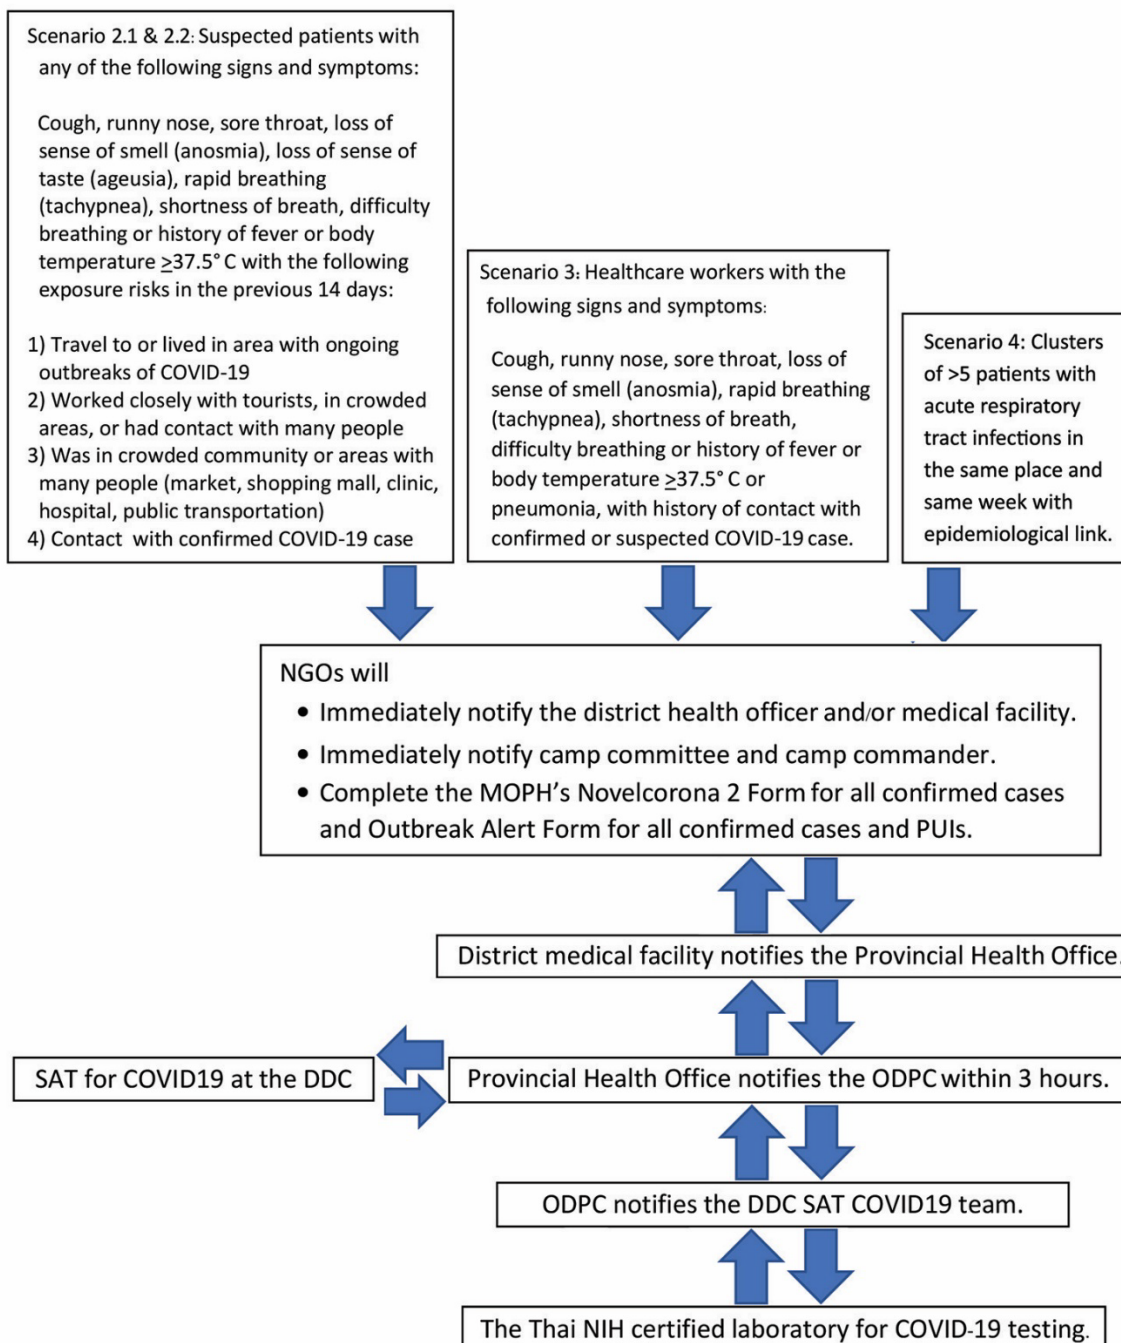 Scenario 2.1 & 2.2: Suspected patients with
any of the following signs and symptoms:
Cough, runny nose, sore throat, loss of
sense of smell (anosmia), loss of sense of
taste (ageusia), rapid breathing
(tachypnea), shortness of breath, difficulty
breathing or history of fever or body
temperature ≥37.5° C with the following
exposure risks in the previous 14 days:
1) Travel to or lived in area with ongoing
outbreaks of COVID-19
2) Worked closely with tourists, in crowded
areas, or had contact with many people
3) Was in crowded community or areas with
many people (market, shopping mall, clinic,
hospital, public transportation)
4) Contact with confirmed COVID-19 case
Scenario 3: Healthcare workers with the
following signs and symptoms:
Cough, runny nose, sore throat, loss of
sense of smell (anosmia), rapid breathing
(tachypnea), shortness of breath,
difficulty breathing or history of fever or
body temperature ≥37.5° C or
pneumonia, with history of contact with
confirmed or suspected COVID-19 case.
Scenario 4: Clusters
of >5 patients with
acute respiratory
tract infections in
the same place and
same week with
epidemiological link.
NGOs will
• Immediately notify the district health officer and/or medical facility.
• Immediately notify camp committee and camp commander.
• Complete the MOPH's Novelcorona 2 Form for all confirmed cases
and Outbreak Alert Form for all confirmed cases and PUIs.
District medical facility notifies the Provincial Health Office.
SAT for COVID19 at the DDC
Provincial Health Office notifies the ODPC within 3 hours.
ODPC notifies the DDC SAT COVID19 team.
The Thai NIH certified laboratory for COVID-19 testing.